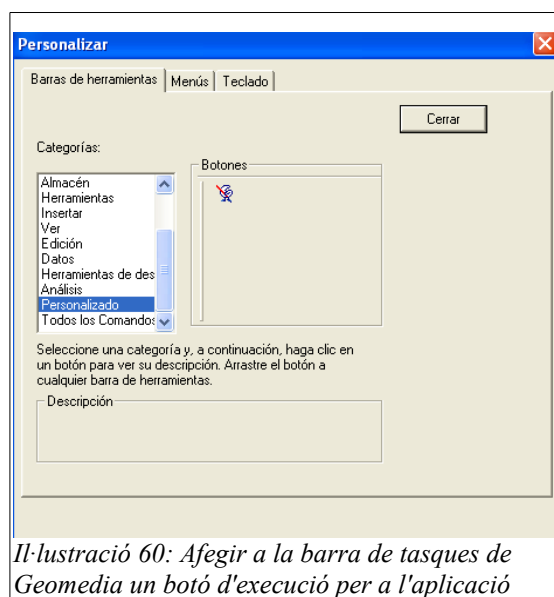 Personalizar
Barras de herramientas Menús Teclado
Cerrar
Categorías:
Botones
Almacén
Herramientas
Insertar
Ver
Edición
Datos
Herramientas de des
Análisis
Personalizado
Todos los Comandos
Seleccione una categoría y, a continuación, haga clic en
un botón para ver su descripción. Arrastre el botón a
cualquier barra de herramientas.
Descripción
Il·lustració 60: Afegir a la barra de tasques de
Geomedia un botó d'execució per a l'aplicació